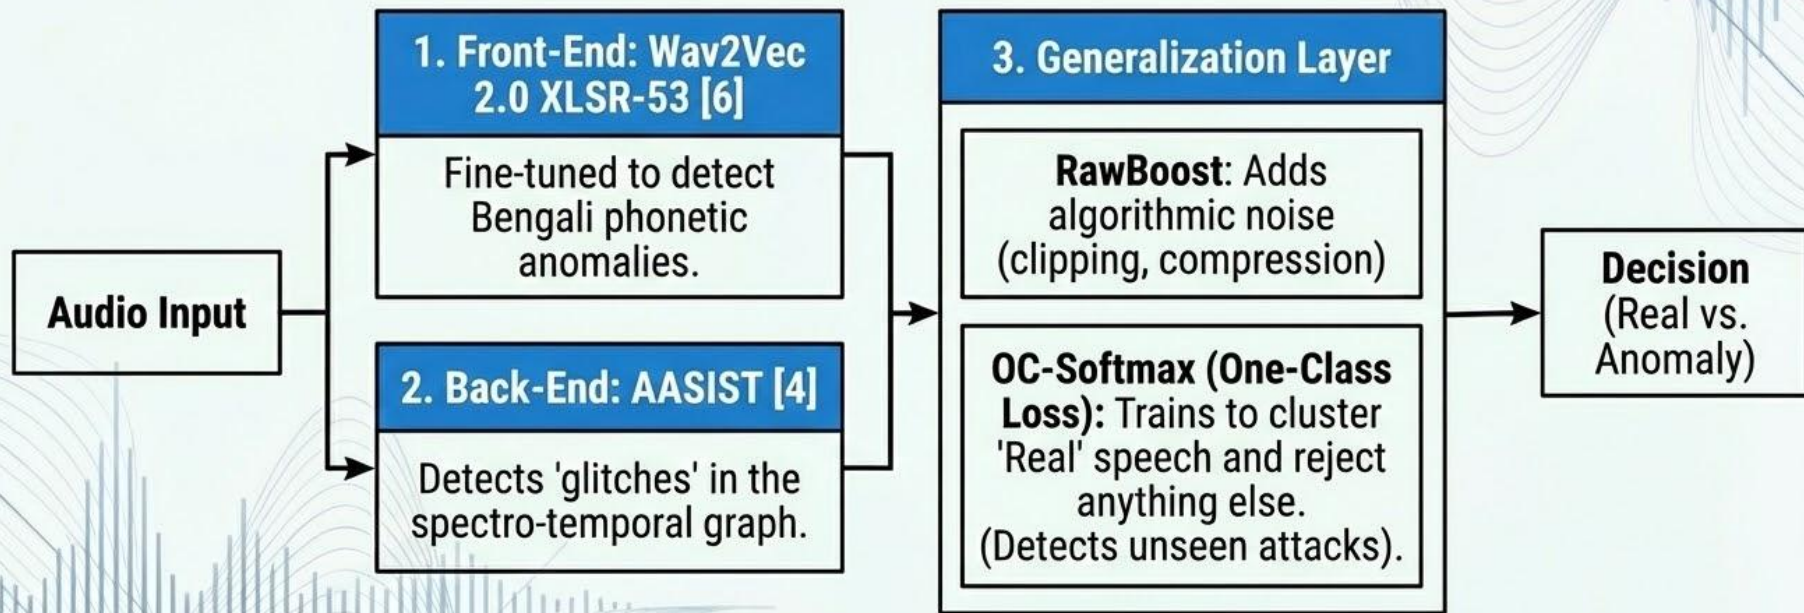 Audio Input
1. Front-End: Wav2Vec
2.0 XLSR-53 [6]
Fine-tuned to detect
Bengali phonetic
anomalies.
2. Back-End: AASIST [4]
Detects 'glitches' in the
spectro-temporal graph.
3. Generalization Layer
RawBoost: Adds
algorithmic noise
(clipping, compression)
OC-Softmax (One-Class
Loss): Trains to cluster
'Real' speech and reject
anything else.
(Detects unseen attacks).
Decision
(Real vs.
Anomaly)